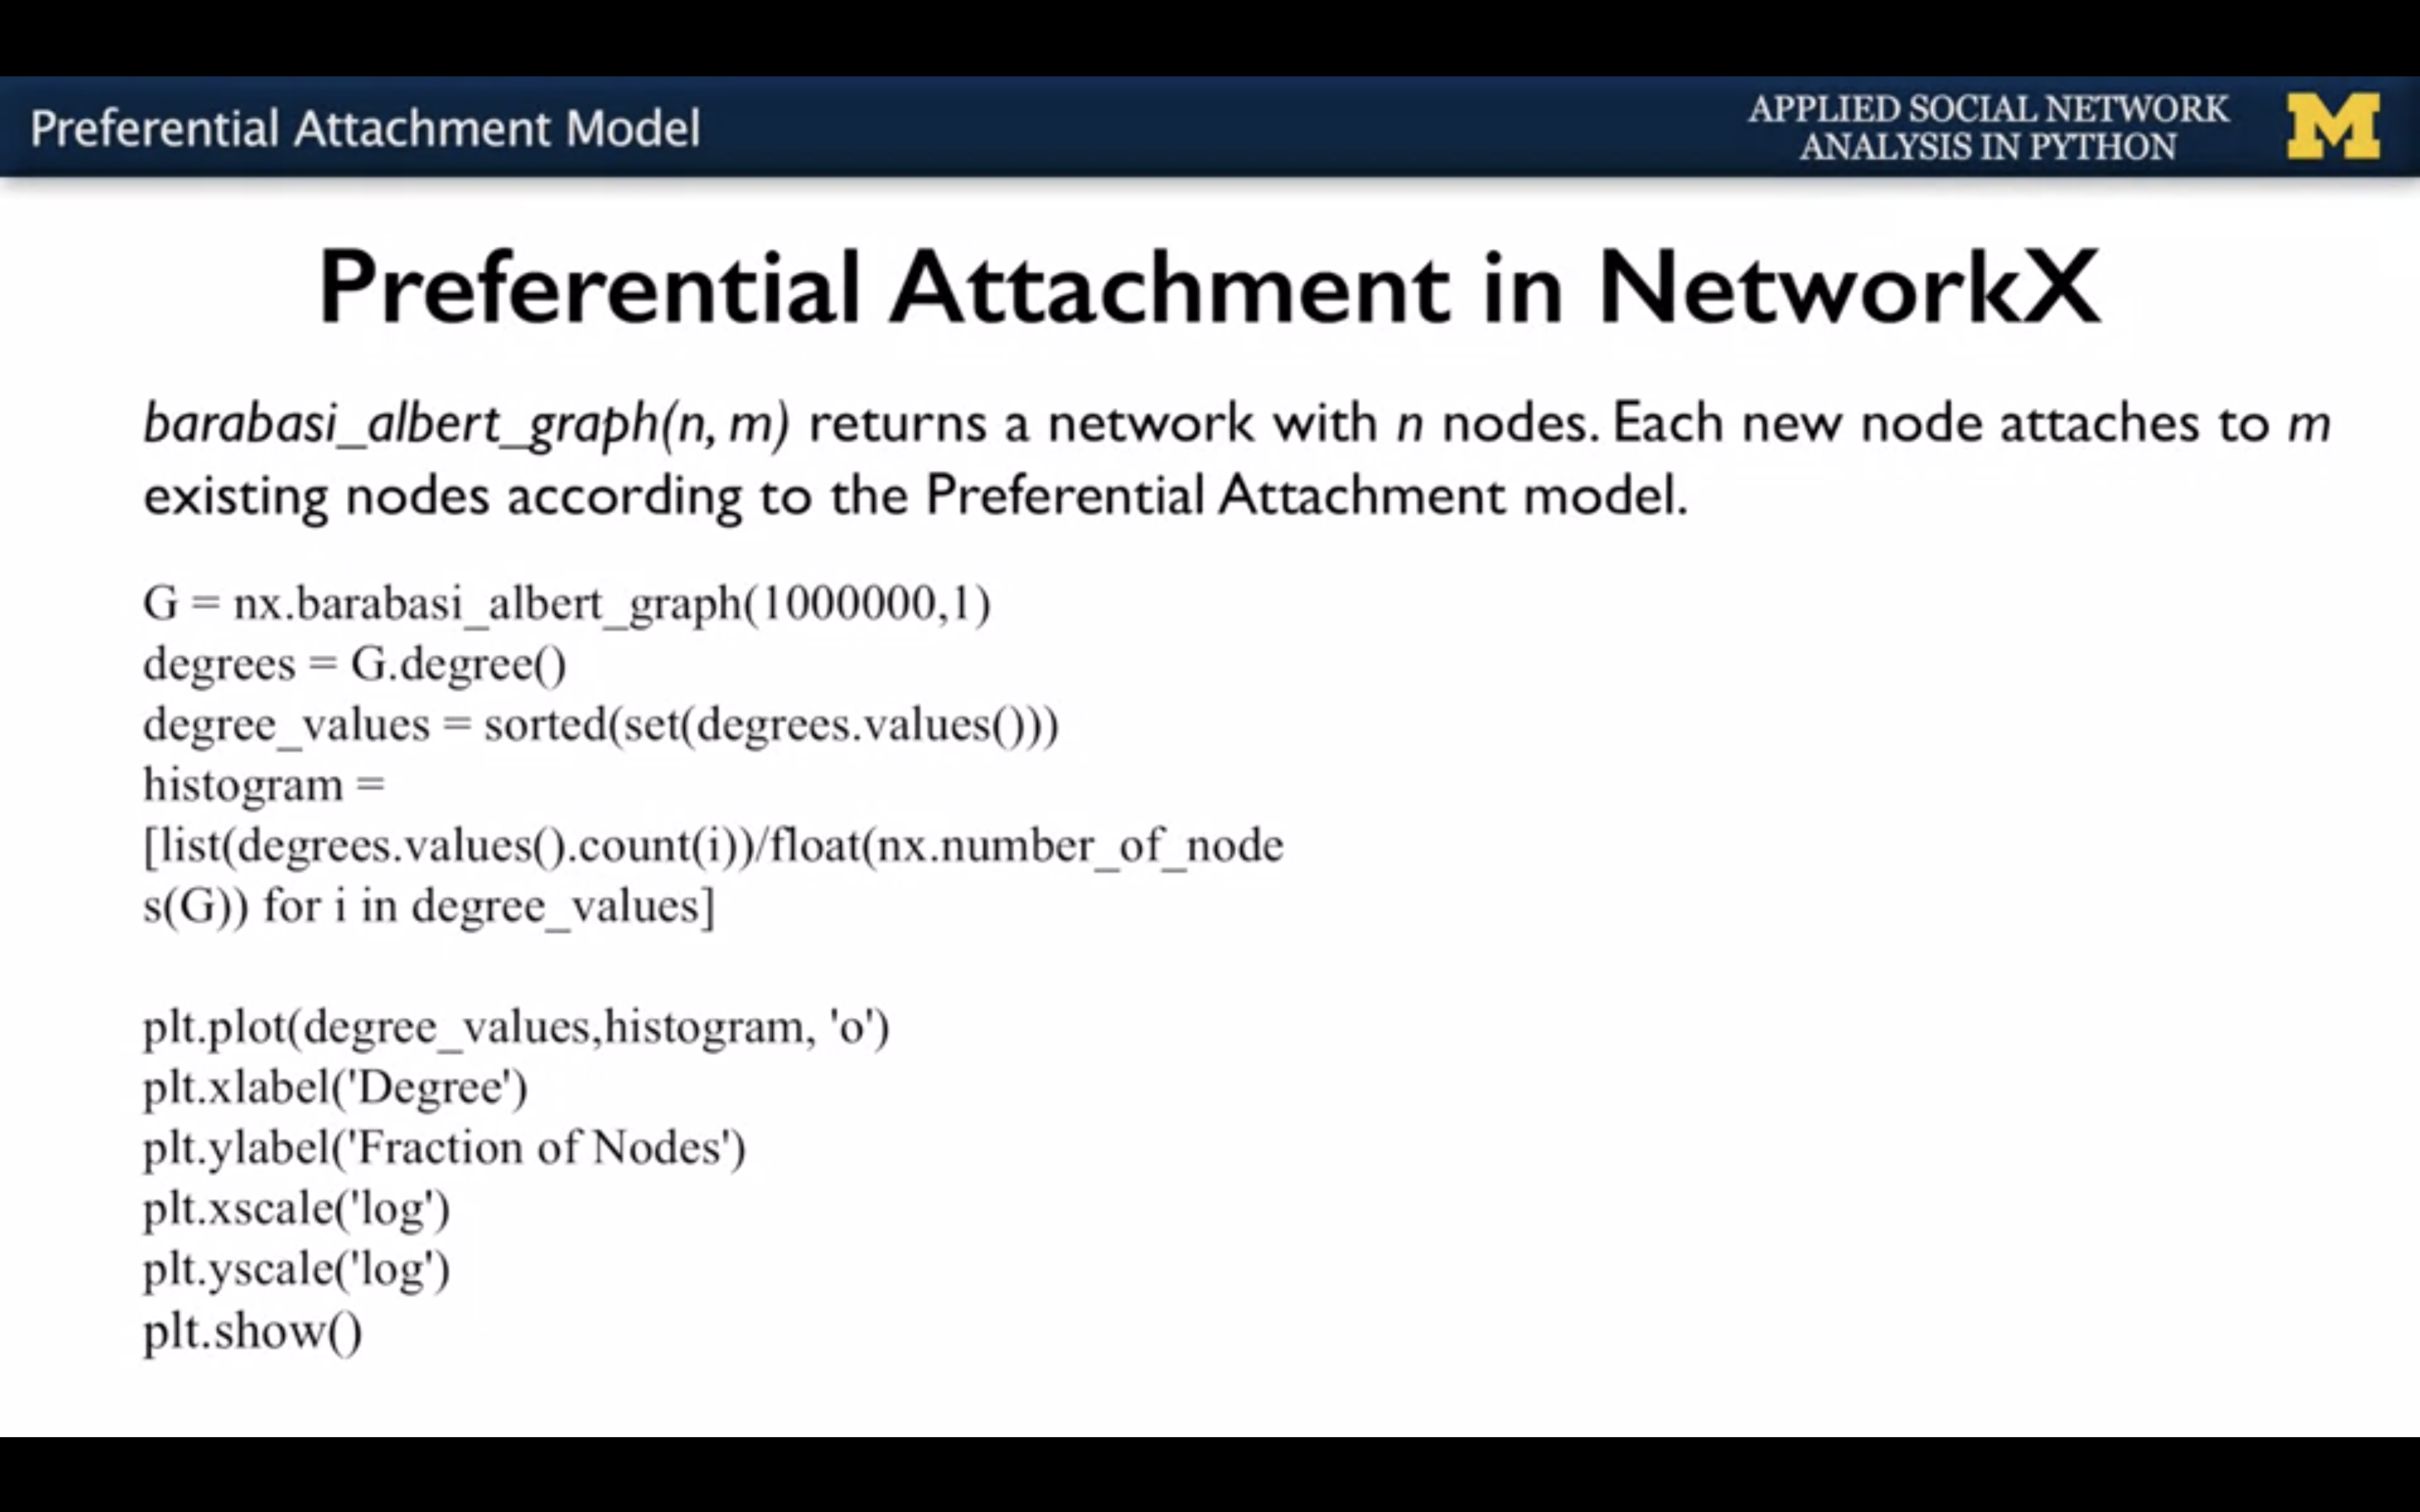 Preferential Attachment Model
APPLIED SOCIAL NETWORK
ANALYSIS IN PYTHON
M
Preferential Attachment in NetworkX
barabasi_albert_graph(n, m) returns a network with n nodes. Each new node attaches to m
existing nodes according to the Preferential Attachment model.
G = nx.barabasi_albert_graph(1000000,1)
degrees = G.degree()
degree_values = sorted(set(degrees.values()))
histogram =
[list(degrees.values().count(i))/float(nx.number_of_node
s(G)) for i in degree_values]
plt.plot(degree_values,histogram, 'o')
plt.xlabel('Degree')
plt.ylabel('Fraction of Nodes')
plt.xscale('log')
plt.yscale('log')
plt.show()